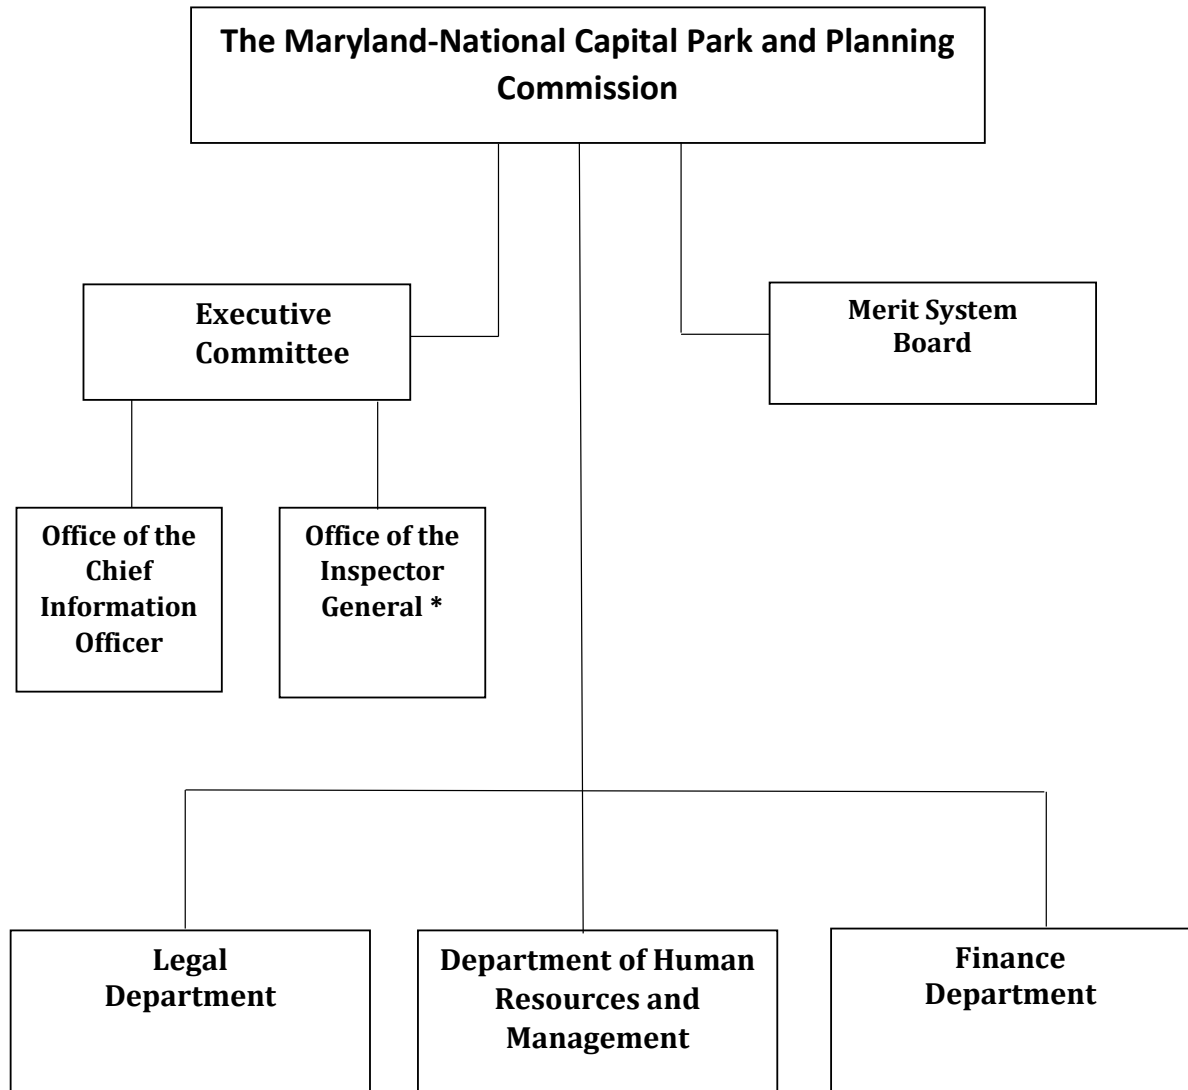 The Maryland-National Capital Park and Planning
Commission
Executive
Committee
Merit System
Board
Office of the
Chief
Information
Officer
Office of the
Inspector
General *
Legal
Department
Department of Human
Resources and
Management
Finance
Department